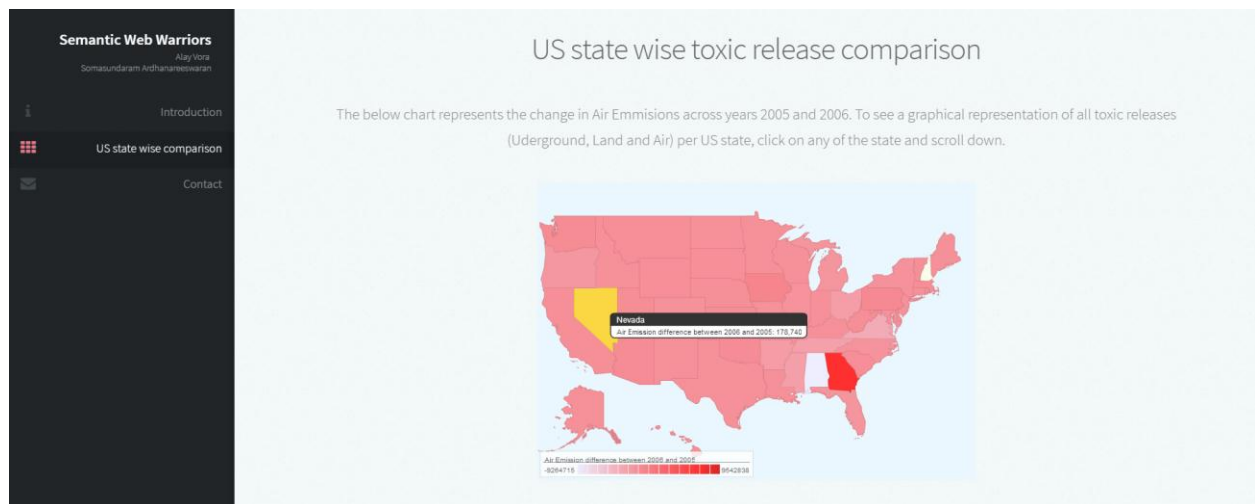 Semantic Web Warriors
Alay Vora
Somasundaram Ardhanareeswaran
Introduction
US state wise comparison
Contact
US state wise toxic release comparison
The below chart represents the change in Air Emmisions across years 2005 and 2006. To see a graphical representation of all toxic releases
(Uderground, Land and Air) per US state, click on any of the state and scroll down.
Nevada
Air Emission difference between 2006 and 2005: 178,740
Air Emission difference between 2006 and 2005
-9264715 9642838